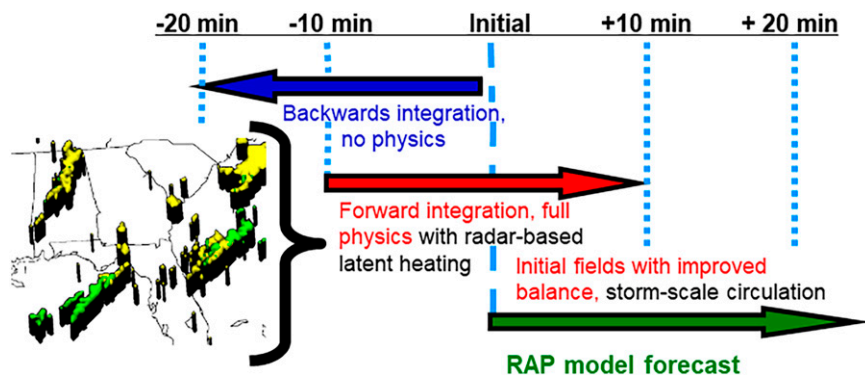 -20 min -10 min Initial +10 min + 20 min
Backwards integration,
no physics
Forward integration, full
physics with radar-based
latent heating
Initial fields with improved
balance, storm-scale circulation
RAP model forecast